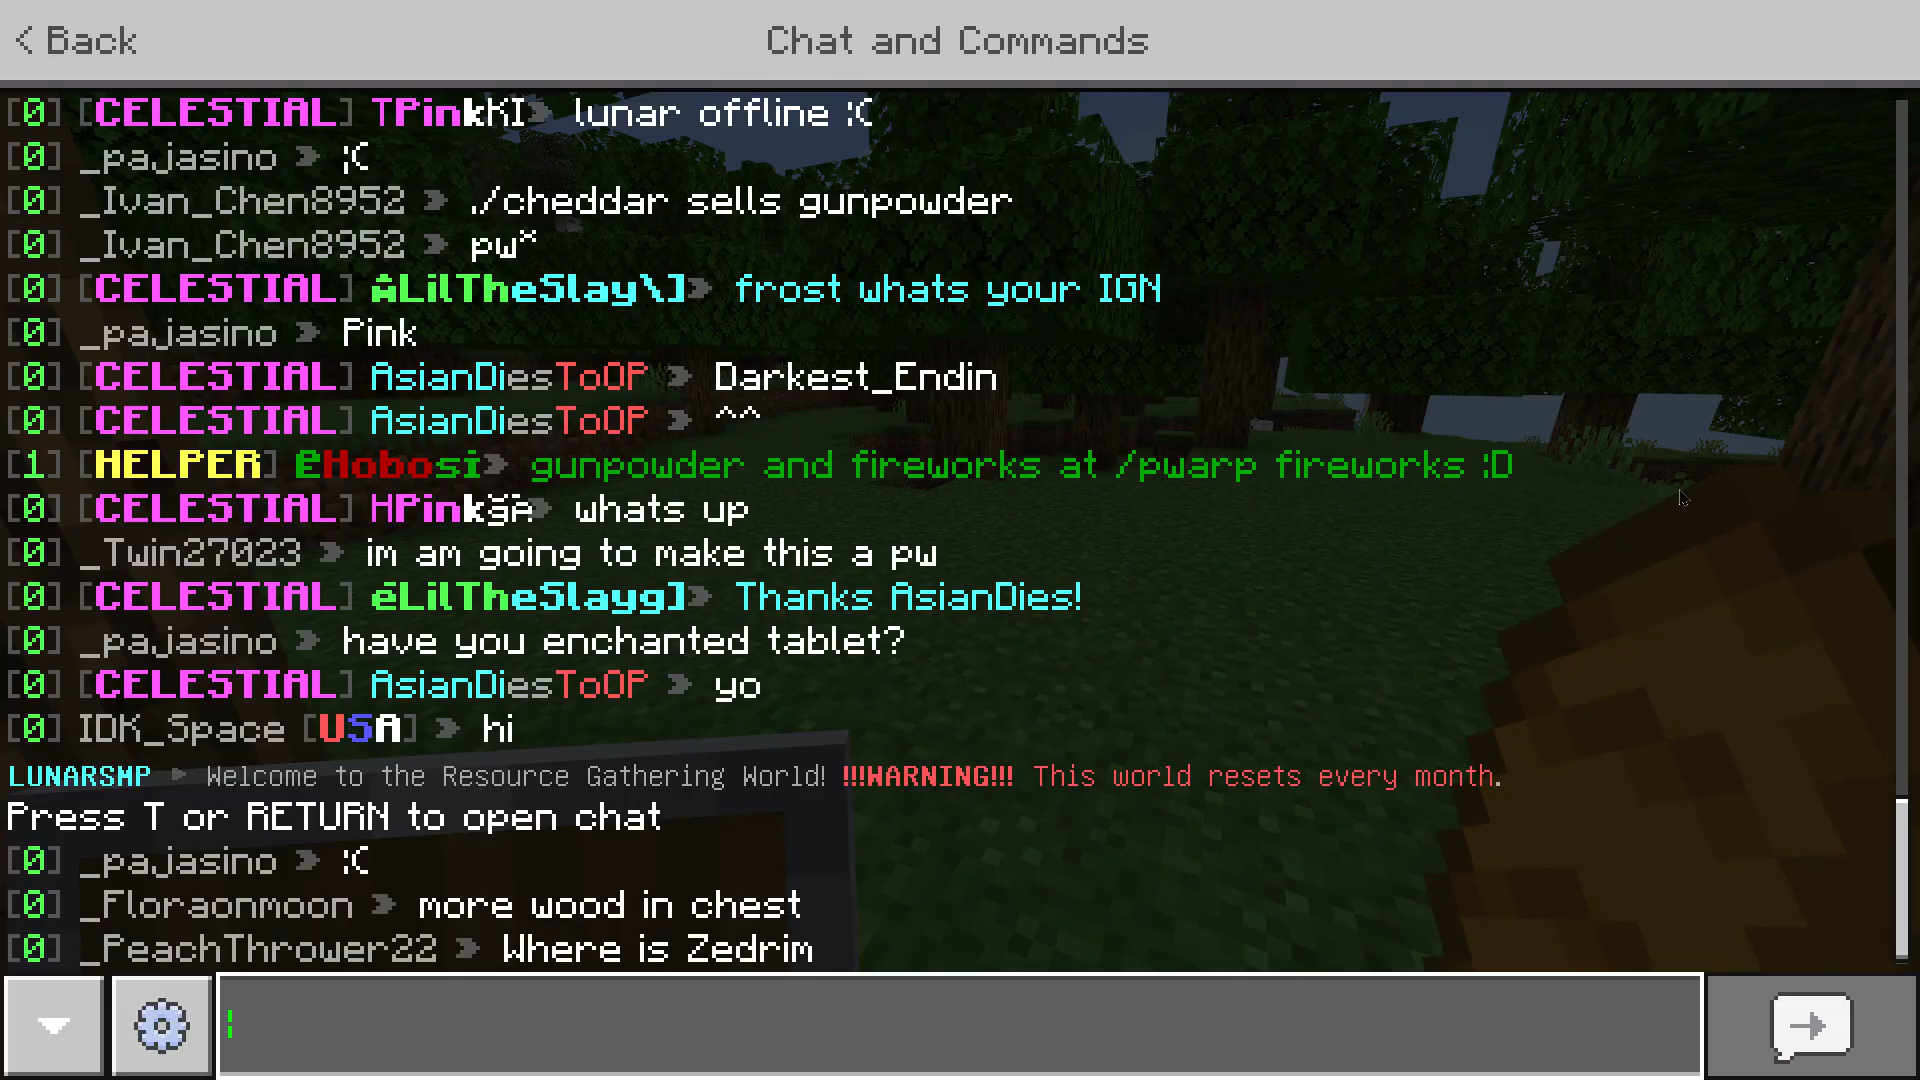 Back
Chat and Commands
[0] [CELESTIAL] TPinkKI lunar offline :(
[0] _pajasino ;(
[0] _Ivan_Chen8952 ./cheddar sells gunpowder
[0] _Ivan_Chen8952 pw*
[0] [CELESTIAL] LilTheSlay\] frost whats your IGN
[0] _pajasino Pink
[0] [CELESTIAL] AsianDiesToOP Darkest_Endin
[0] [CELESTIAL] AsianDiesToOP ^^
[1] [HELPER] Hobosi gunpowder and fireworks at /pwarp fireworks :D
[0] [CELESTIAL] whats up
[0] _Twin27023 im am going to make this a pw
[0] [CELESTIAL] ëLilTheSlayg] Thanks AsianDies!
[0] _pajasino have you enchanted tablet?
[0] [CELESTIAL] AsianDiesToOP yo
[0] IDK_Space [USA] hi
LUNARSMP Welcome to the Resource Gathering World! !!!WARNING!!! This world resets every month.
Press T or RETURN to open chat
[0] _pajasino :(
[0] _Floraonmoon more wood in chest
[0] _PeachThrower22 Where is Zedrim